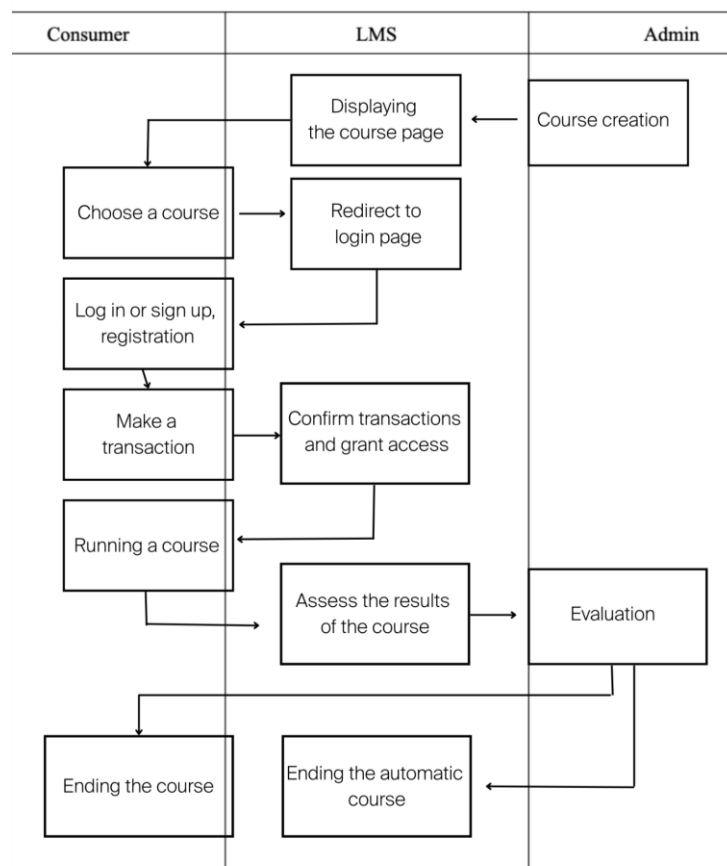 Consumer
LMS
Admin
Displaying
the course page
Course creation
Choose a course
Redirect to
login page
Log in or sign up,
registration
Make a
transaction
Confirm transactions
and grant access
Running a course
Assess the results
of the course
Evaluation
Ending the course
Ending the automatic
course